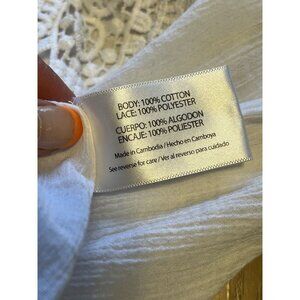 BODY: 100% COTTON
LACE: 100% POLYESTER
CUERPO: 100% ALGODON
ENCAJE: 100% POLIESTER
Made in Cambodia / Hecho en Camboya
See reverse for care / Ver al reverso para cuidado